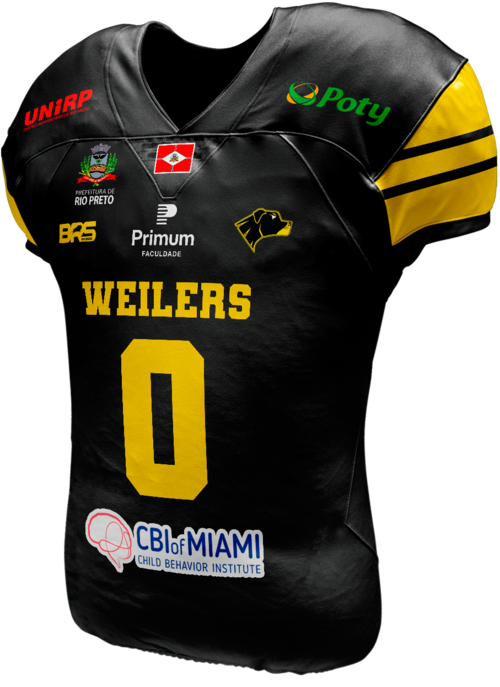 UNIRP
Poty
PREFEITURA DE
RIO PRETO
BRS
Primum
FACULDADE
WEILERS
0
CBI of MIAMI
CHILD BEHAVIOR INSTITUTE